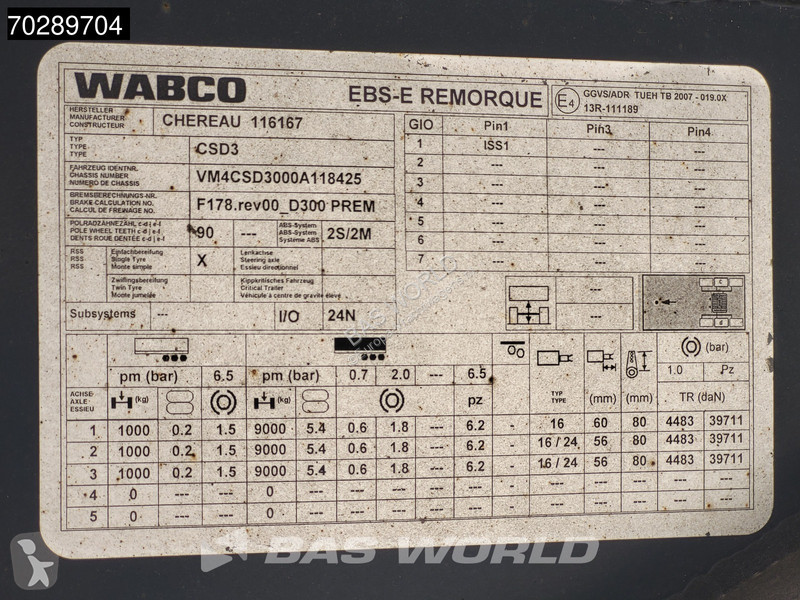 70289704
WABCO
EBS-E REMORQUE
E4
GGVS/ADR TUEH TB 2007 - 019.0X
13R-111189
HERSTELLER
MANUFACTURER
CONSTRUCTEUR
CHEREAU 116167
TYP
TYPE-
TYPE-
CSD3
FAHRZEUG IDENTNR.
CHASSIS NUMBER
NUMERO DE CHASSIS
VM4CSD3000A118425
BREMSBERECHNUNGS-NR.
BRAKE CALCULATION NO.
CALCUL DE FREINAGE NO.
F178.rev00_D300 PREM
POLRADZÄHNEZAHL c-d | e-f
POLE WHEEL TEETH c-d | e-f
DENTS ROUE DENTÉE c-d | e-f
90 ---
ABS-System
ABS-System
Système ABS
2S/2M
RSS Einfachbereifung
RSS Single Tyre
RSS Monte simple
X
Lenkachse
Steering axle
Essieu directionnel
Zwillingsbereifung
Twin Tyre
Monte jumelée
Kippkritisches Fahrzeug
Critical Trailer
Véhicule à centre de gravité élevé
Subsystems --- I/O 24N
GIO Pin1 Pin3 Pin4
1 ISS1 --- ---
2 --- --- ---
3 --- --- ---
4 --- --- ---
5 --- --- ---
6 --- --- ---
7 --- --- ---
---
---
c e
d f
pm (bar) 6.5 pm (bar) 0.7 2.0 --- 6.5
(bar)
1.0 Pz
ACHSE
AXLE
ESSIEU
(kg) (kg) pz
TYP
TYPE
(mm) (mm) TR (daN)
1 1000 0.2 1.5 9000 5.4 0.6 1.8 --- 6.2 - 16 60 80 4483 39711
2 1000 0.2 1.5 9000 5.4 0.6 1.8 --- 6.2 - 16 / 24 56 80 4483 39711
3 1000 0.2 1.5 9000 5.4 0.6 1.8 --- 6.2 - 16 / 24 56 80 4483 39711
4 0 --- --- 0 --- --- --- --- --- - --- --- --- --- ---
5 0 --- --- 0 --- --- --- --- --- - --- --- --- --- ---
BAS WORLD
BAS WORLD